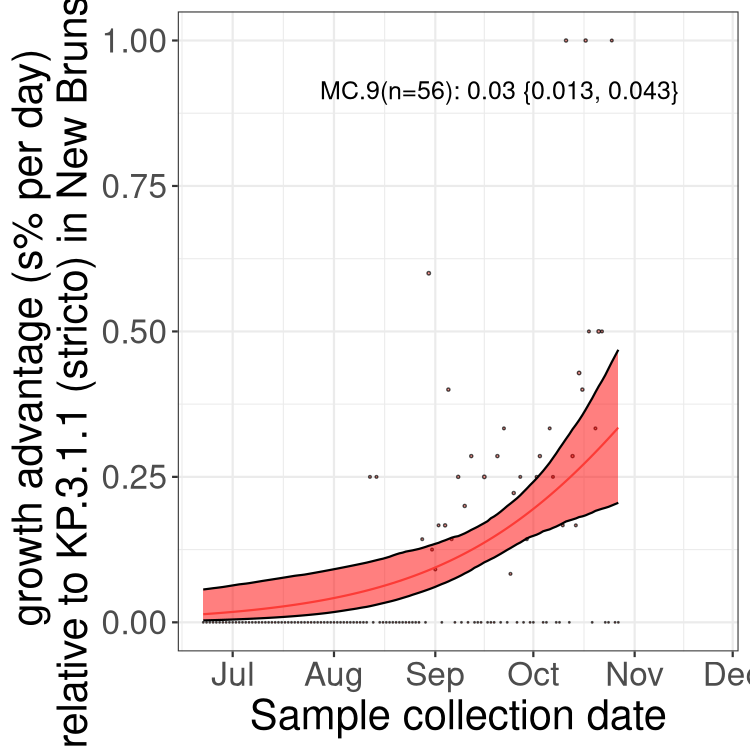 growth advantage (s% per day)
relative to KP.3.1.1 (stricto) in New Bruns
1.00
0.75
0.50
0.25
0.00
MC.9(n=56): 0.03 {0.013, 0.043}
Jul Aug Sep Oct Nov Dec
Sample collection date